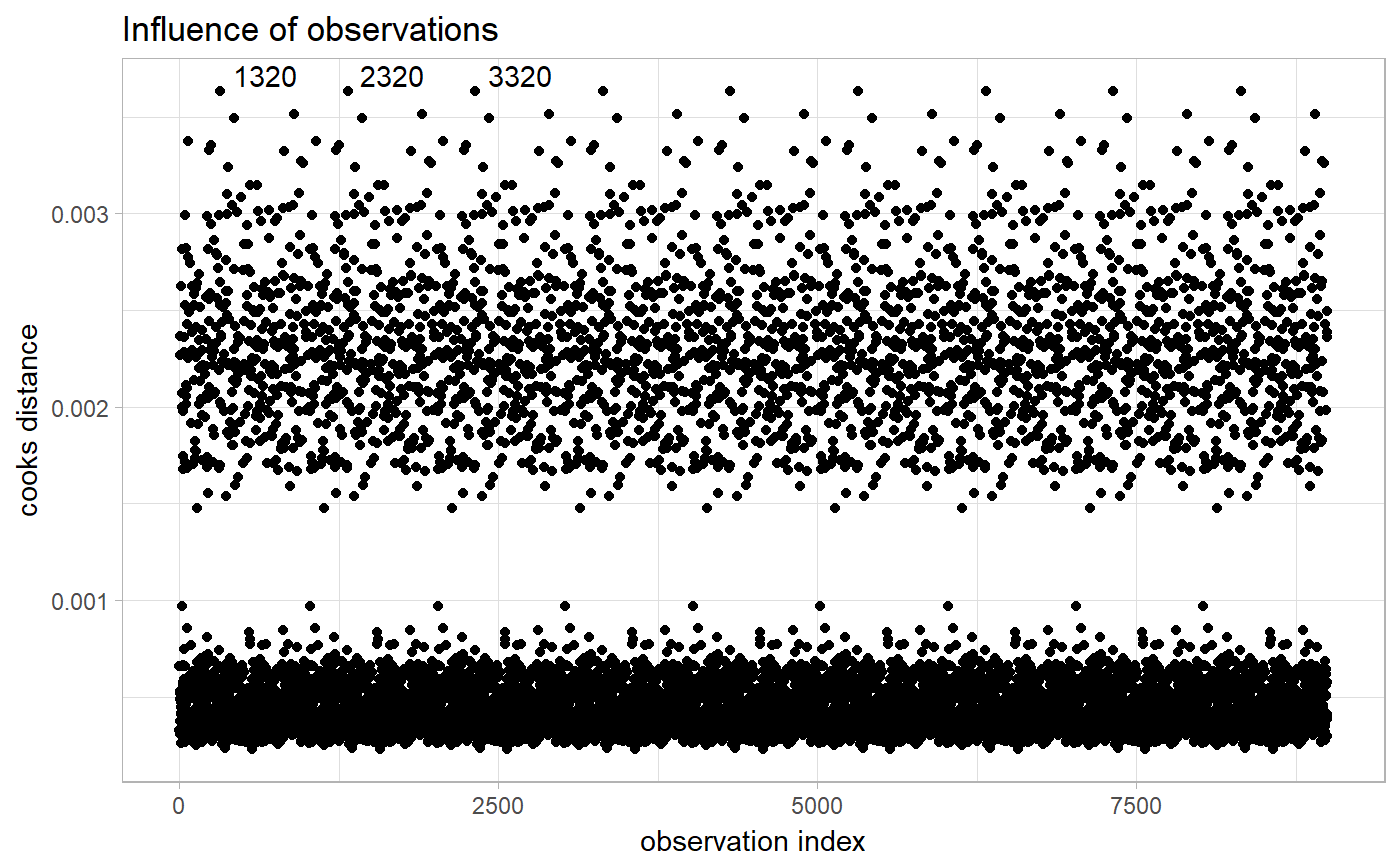 Influence of observations
1320 2320 3320
0.003
0.002
0.001
cooks distance
0 2500 5000 7500
observation index